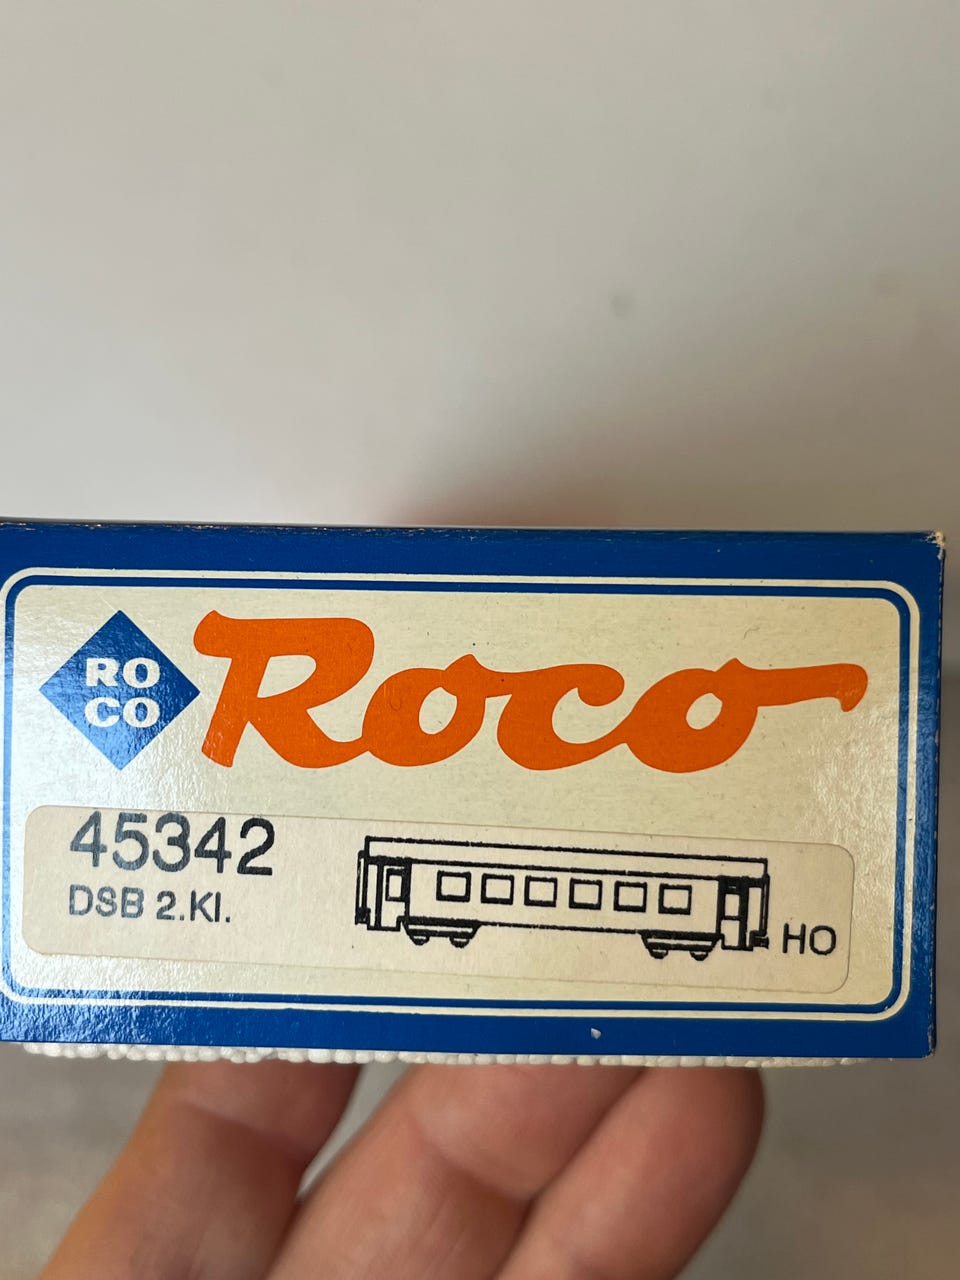 RO
CO
Roco
45342
DSB 2.Kl.
HO